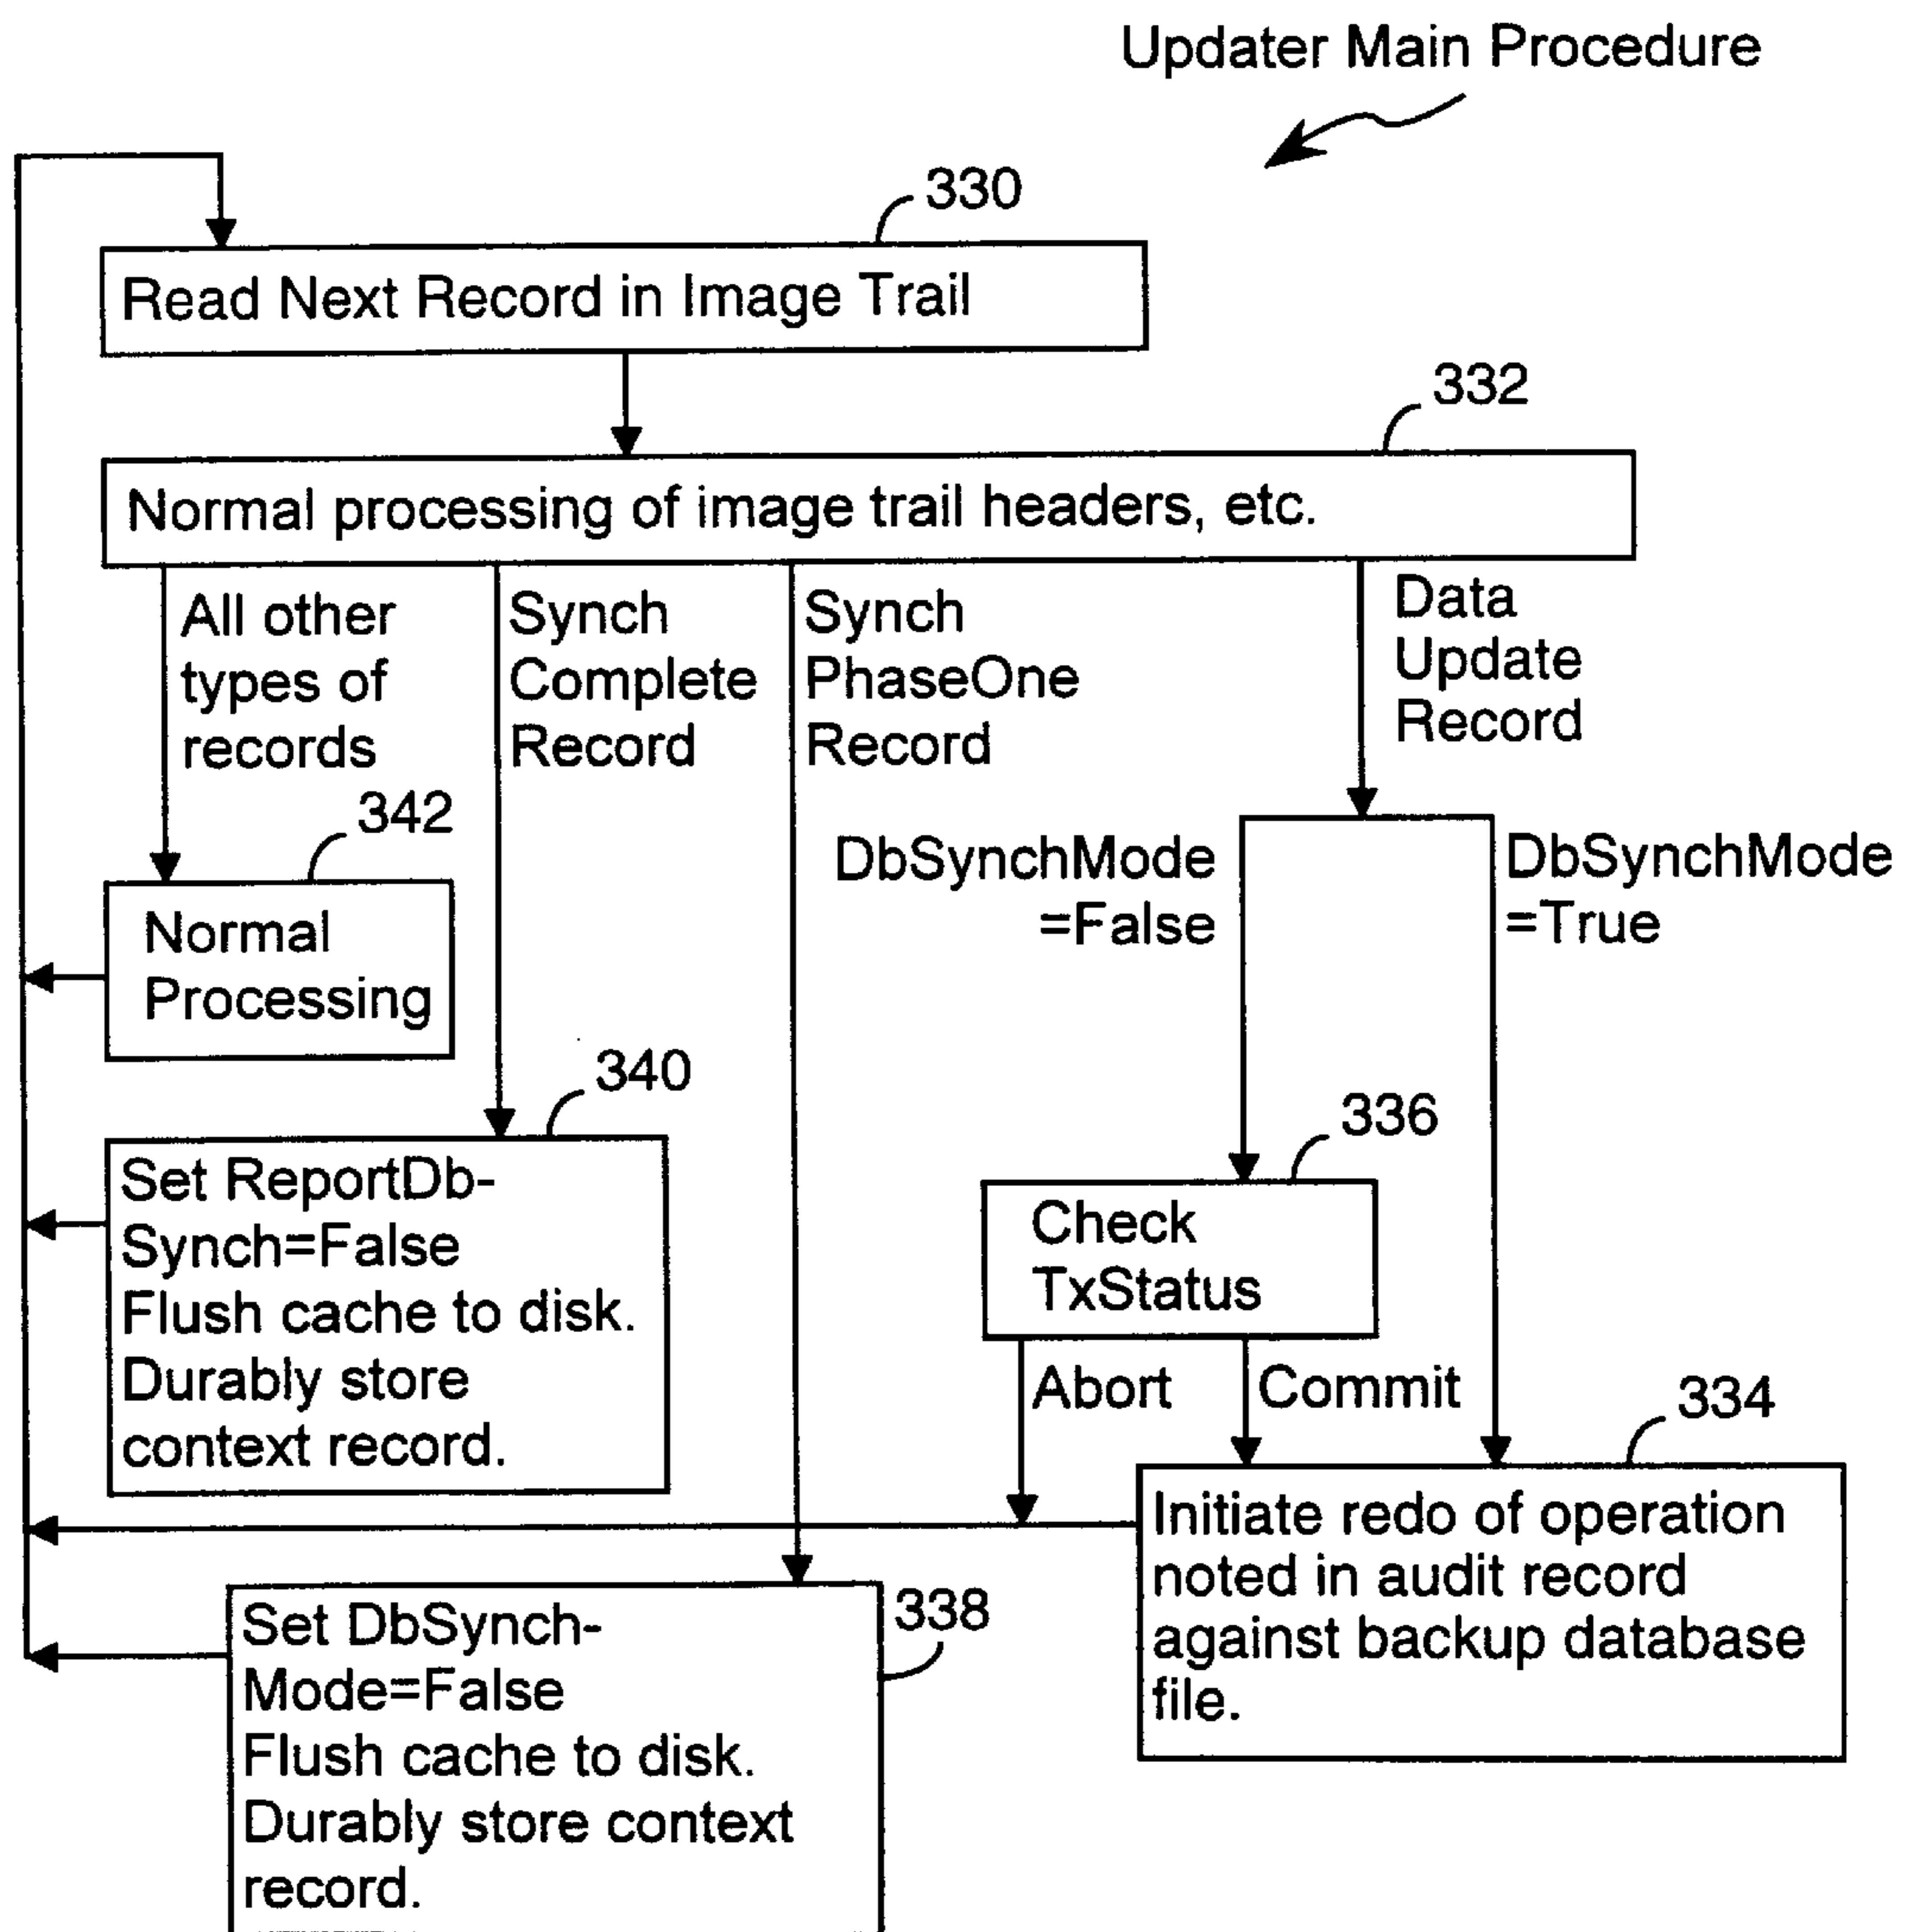 Updater Main Procedure
330
Read Next Record in Image Trail
332
Normal processing of image trail headers, etc.
All other
types of
records
Synch
Complete
Record
Synch
PhaseOne
Record
Data
Update
Record
342
Normal
Processing
DbSynchMode
=False
DbSynchMode
=True
340
Set ReportDb-
Synch=False
Flush cache to disk.
Durably store
context record.
336
Check
TxStatus
Abort
Commit
334
Initiate redo of operation
noted in audit record
against backup database
file.
338
Set DbSynch-
Mode=False
Flush cache to disk.
Durably store context
record.